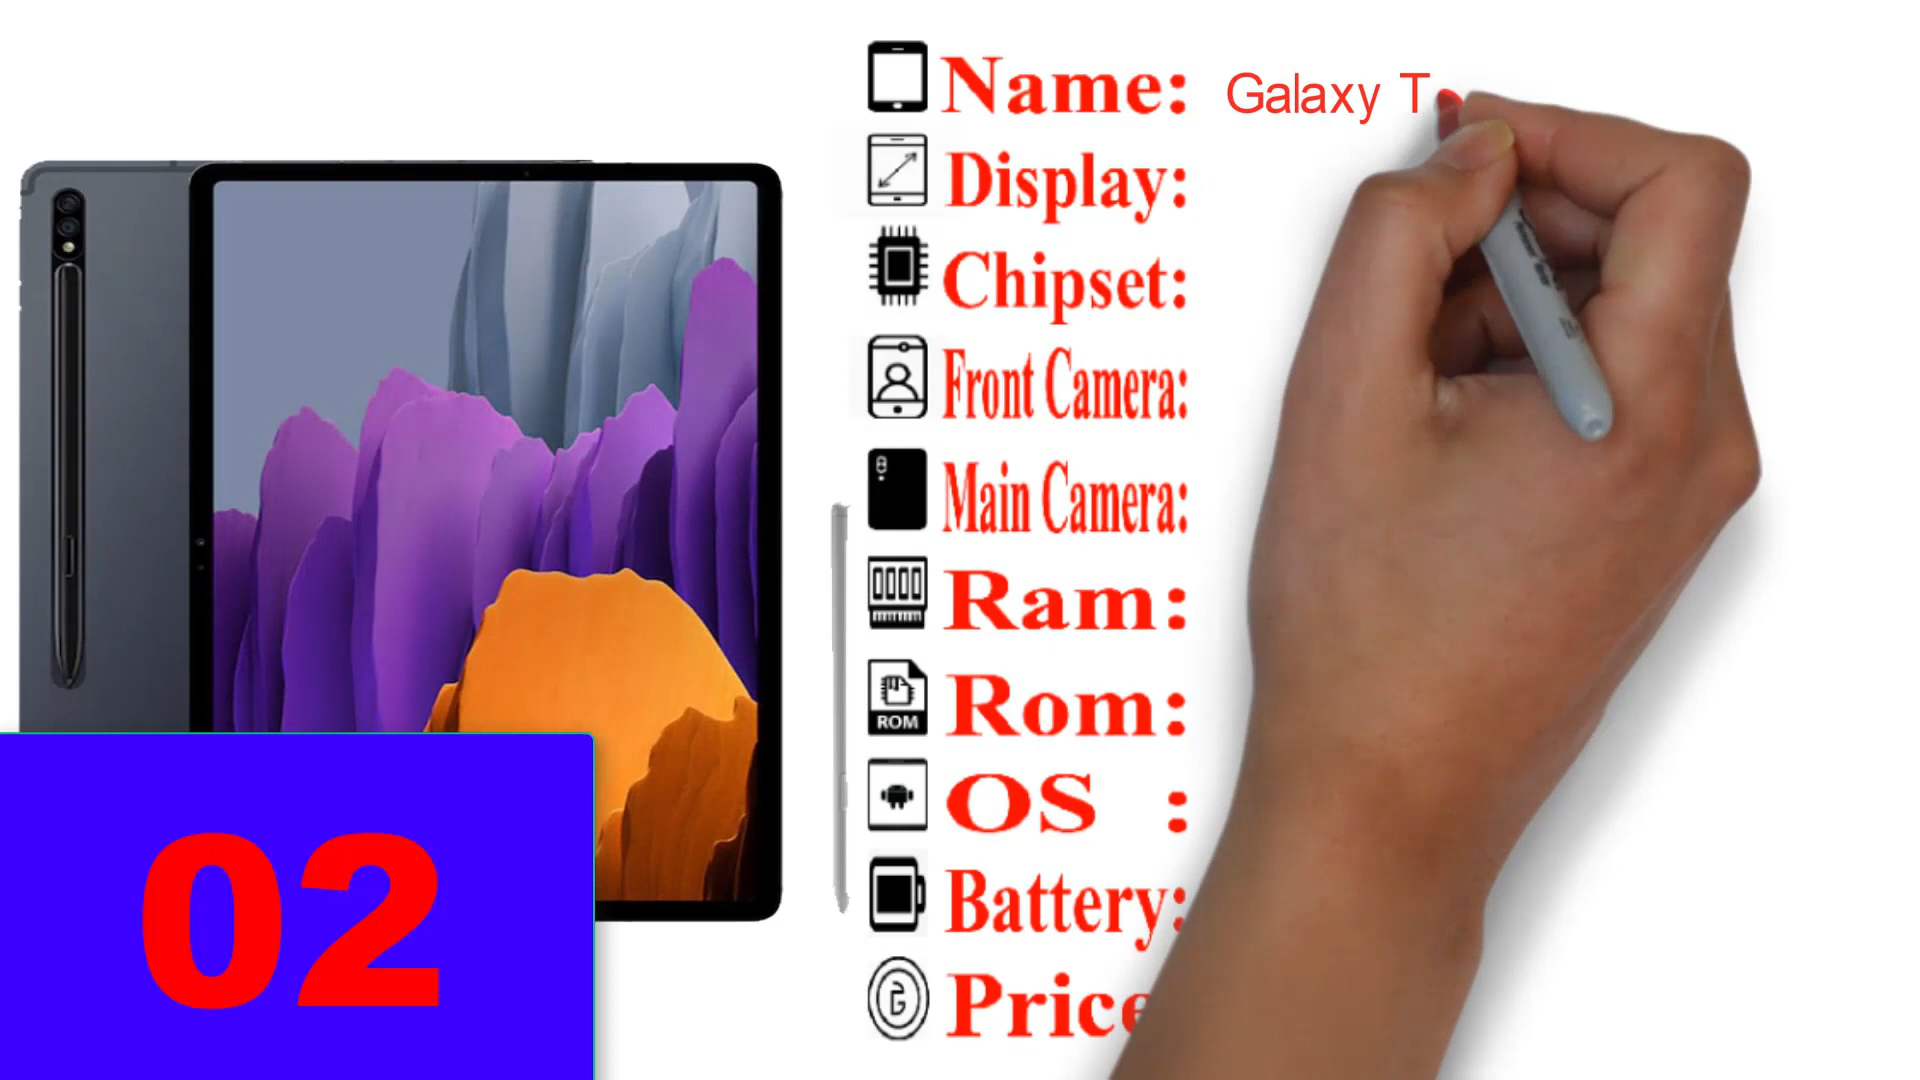 Name: Galaxy T
Display:
Chipset:
Front Camera:
Main Camera:
Ram:
ROM
Rom:
OS :
Battery:
Price
02